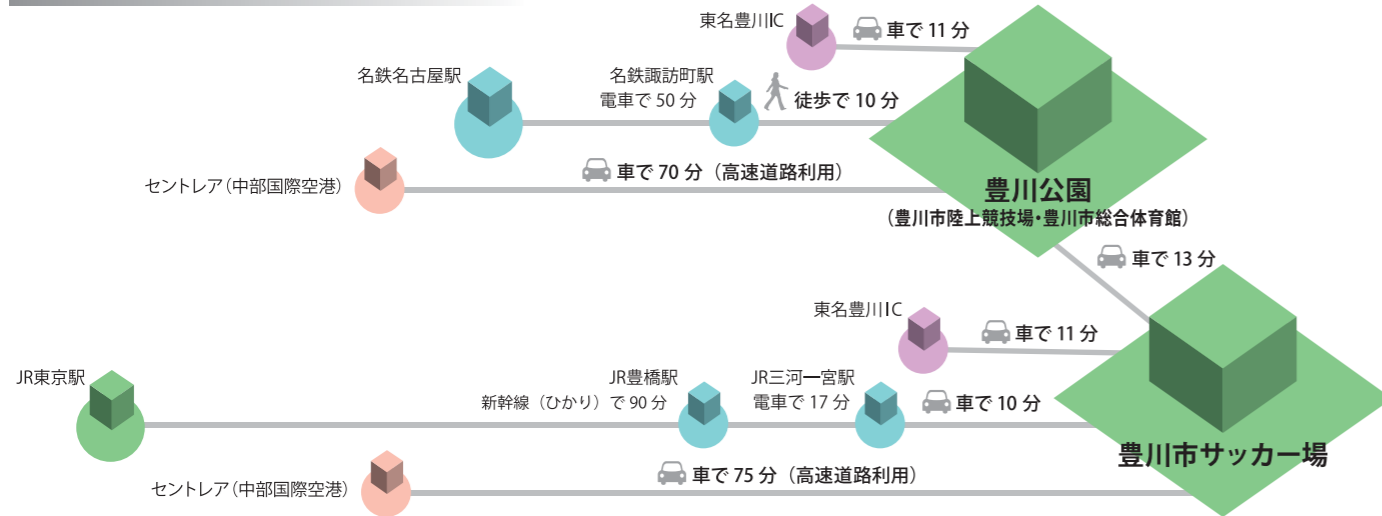 東名豊川IC
車で 11 分
名鉄名古屋駅
名鉄諏訪町駅
電車で 50 分
徒歩で 10 分
セントレア(中部国際空港)
車で 70 分(高速道路利用)
豊川公園
(豊川市陸上競技場・豊川市総合体育館)
車で 13 分
東名豊川IC
車で 11 分
JR東京駅
JR豊橋駅
新幹線(ひかり)で 90 分
JR三河一宮駅
電車で 17 分
車で 10 分
豊川市サッカー場
セントレア(中部国際空港)
車で 75 分(高速道路利用)